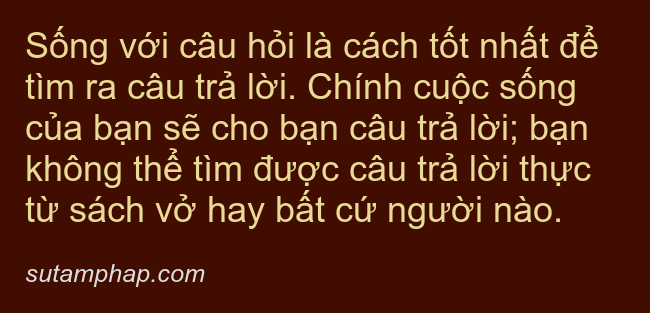 Sống với câu hỏi là cách tốt nhất để
tìm ra câu trả lời. Chính cuộc sống
của bạn sẽ cho bạn câu trả lời; bạn
không thể tìm được câu trả lời thực
từ sách vở hay bất cứ người nào.
sutamphap.com